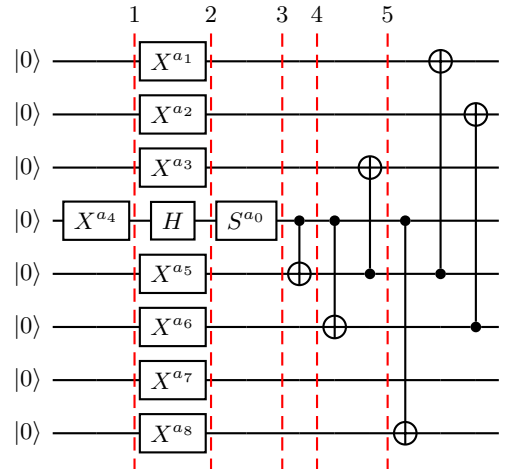 1 2 3 4 5
|0⟩ X^{a_1}
|0⟩ X^{a_2}
|0⟩ X^{a_3}
|0⟩ X^{a_4} H S^{a_0}
|0⟩ X^{a_5}
|0⟩ X^{a_6}
|0⟩ X^{a_7}
|0⟩ X^{a_8}